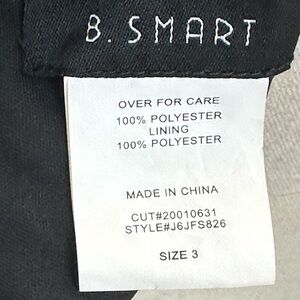 B. SMART
OVER FOR CARE
100% POLYESTER
LINING
100% POLYESTER
MADE IN CHINA
CUT#20010631
STYLE#J6JFS826
SIZE 3